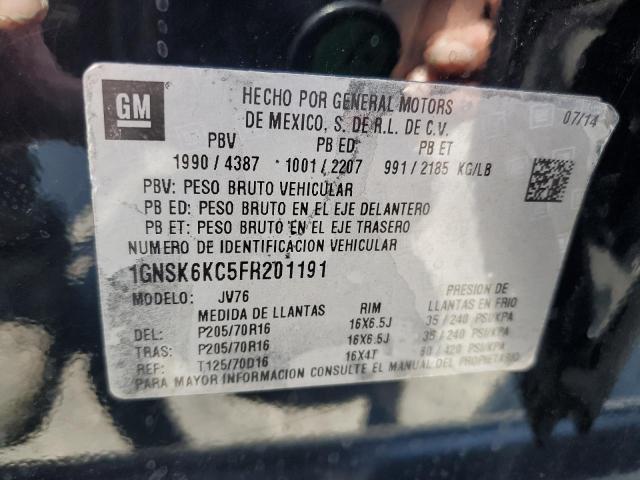 GM
HECHO POR GENERAL MOTORS
DE MEXICO, S. DE R.L. DE C.V.
07/14
PBV PB ED: PB ET
1990 / 4387 1001 / 2207 991 / 2185 KG/LB
PBV: PESO BRUTO VEHICULAR
PB ED: PESO BRUTO EN EL EJE DELANTERO
PB ET: PESO BRUTO EN EL EJE TRASERO
NUMERO DE IDENTIFICACION VEHICULAR
1GNSK6KC5FR201191
MODELO: JV76
MEDIDA DE LLANTAS RIM PRESION DE LLANTAS EN FRIO
DEL: P205/70R16 16X6.5J 35 / 240 PSI/KPA
TRAS: P205/70R16 16X6.5J 35 / 240 PSI/KPA
REF: T125/70D16 16X4T 60 / 420 PSI/KPA
PARA MAYOR INFORMACION CONSULTE EL MANUAL DEL PROPIETARIO